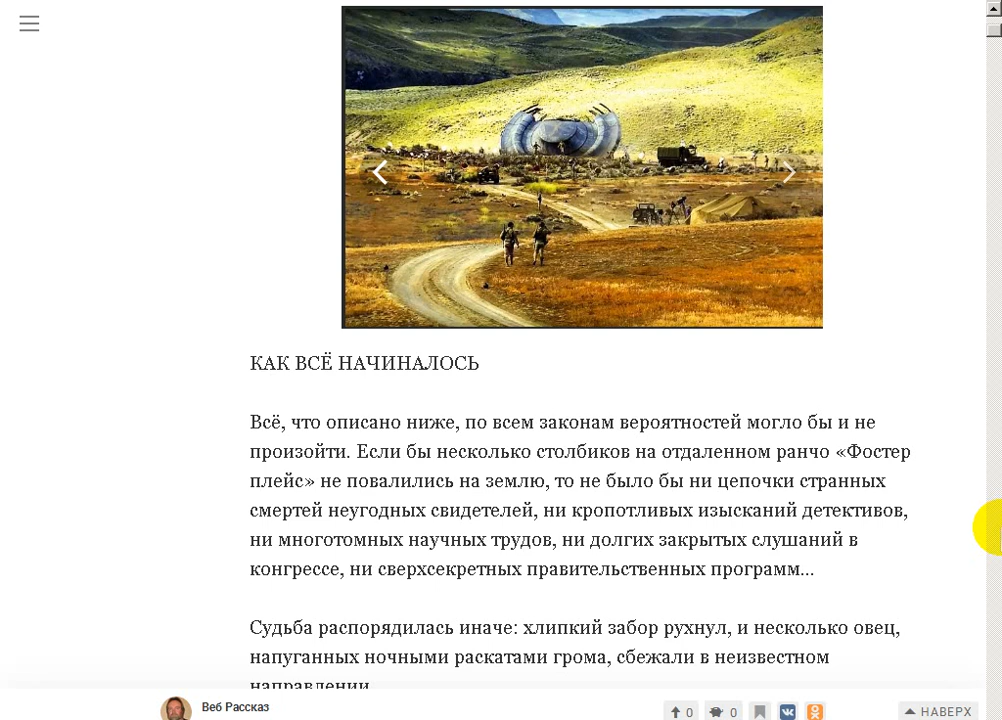 КАК ВСЁ НАЧИНАЛОСЬ
Всё, что описано ниже, по всем законам вероятностей могло бы и не
произойти. Если бы несколько столбиков на отдаленном ранчо «Фостер
плейс» не повалились на землю, то не было бы ни цепочки странных
смертей неугодных свидетелей, ни кропотливых изысканий детективов,
ни многотомных научных трудов, ни долгих закрытых слушаний в
конгрессе, ни сверхсекретных правительственных программ...
Судьба распорядилась иначе: хлипкий забор рухнул, и несколько овец,
напуганных ночными раскатами грома, сбежали в неизвестном
направлении
Веб Рассказ
0
0
НАВЕРХ